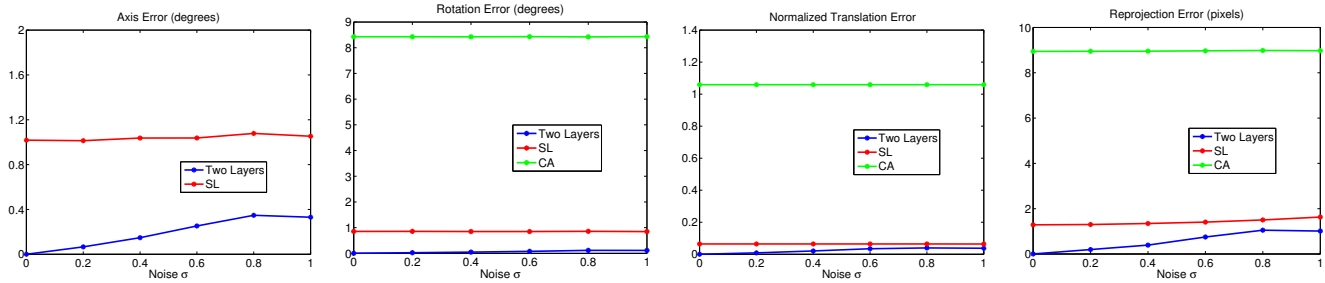 Axis Error (degrees)
2
1.6
1.2
0.8
0.4
0
0 0.2 0.4 0.6 0.8 1
Noise σ
Two Layers
SL
Rotation Error (degrees)
9
8
7
6
5
4
3
2
1
0
0 0.2 0.4 0.6 0.8 1
Noise σ
Two Layers
SL
CA
Normalized Translation Error
1.4
1.2
1
0.8
0.6
0.4
0.2
0
0 0.2 0.4 0.6 0.8 1
Noise σ
Two Layers
SL
CA
Reprojection Error (pixels)
10
8
6
4
2
0
0 0.2 0.4 0.6 0.8 1
Noise σ
Two Layers
SL
CA